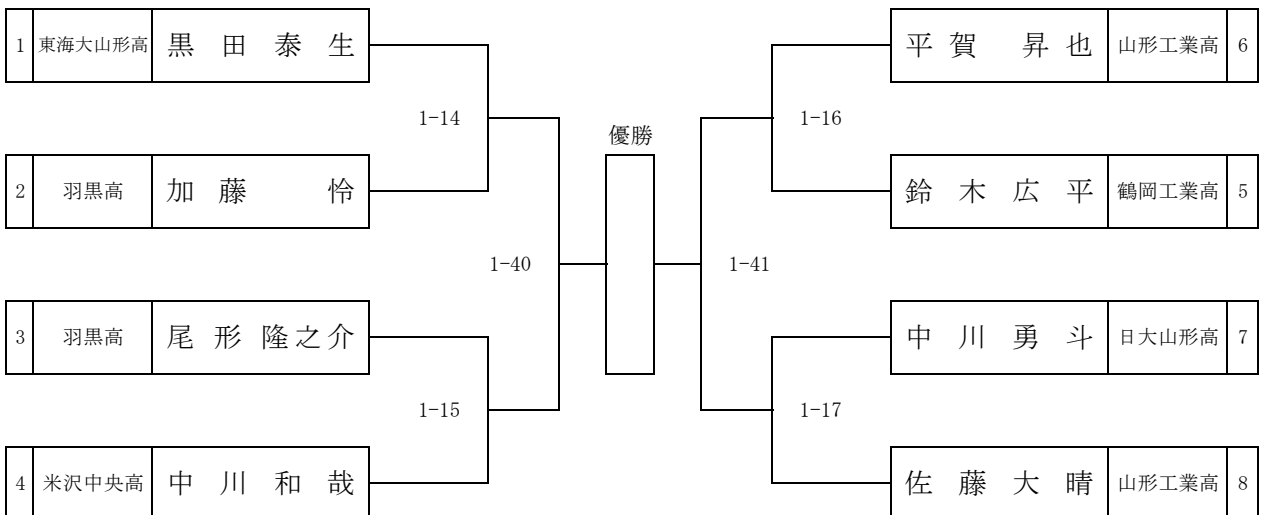 1 東海大山形高 黒田泰生
平賀 昇也 山形工業高 6
1-14
1-16
優勝
2 羽黒高 加藤 怜
鈴木広平 鶴岡工業高 5
1-40
1-41
3 羽黒高 尾形隆之介
中川勇斗 日大山形高 7
1-15
1-17
4 米沢中央高 中川和哉
佐藤大晴 山形工業高 8